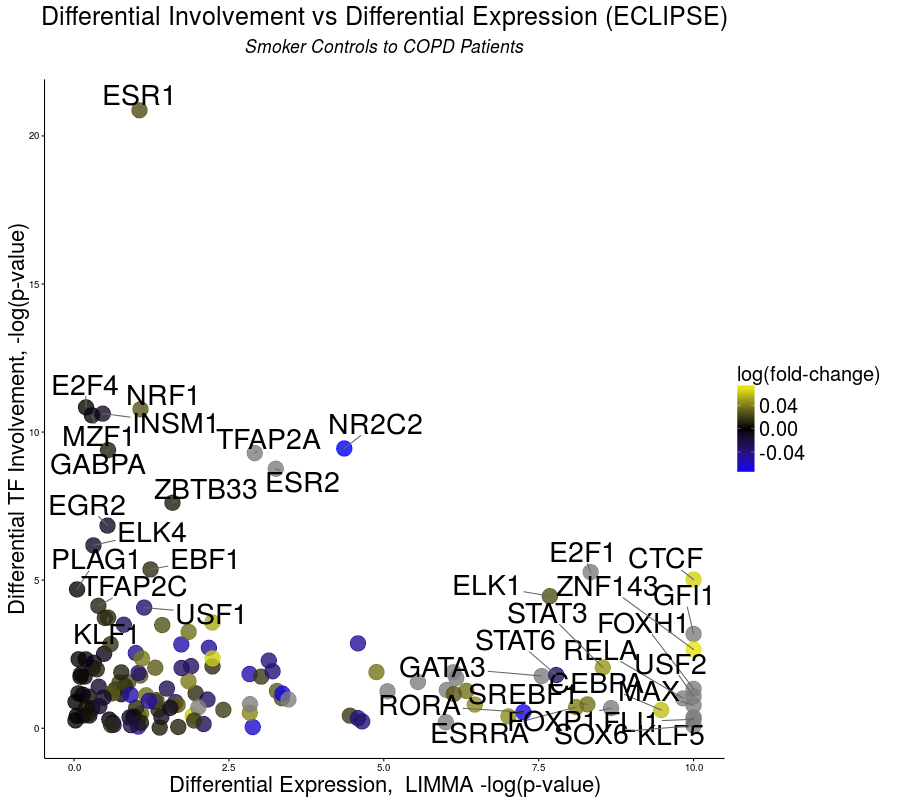 Differential Involvement vs Differential Expression (ECLIPSE)
Smoker Controls to COPD Patients
Differential TF Involvement, -log(p-value)
20
15
10
5
0
ESR1
E2F4
NRF1
INSM1
MZF1
GABPA
TFAP2A
NR2C2
ESR2
ZBTB33
EGR2
ELK4
PLAG1
EBF1
TFAP2C
USF1
KLF1
E2F1
CTCF
ELK1
ZNF143
GFI1
STAT3
FOXH1
STAT6
RELA
USF2
GATA3
CEBPA
MAX
SREBF1
RORA
FOXP1
FLI1
ESRRA
SOX6
KLF5
log(fold-change)
0.04
0.00
-0.04
0.0
2.5
5.0
7.5
10.0
Differential Expression, LIMMA -log(p-value)